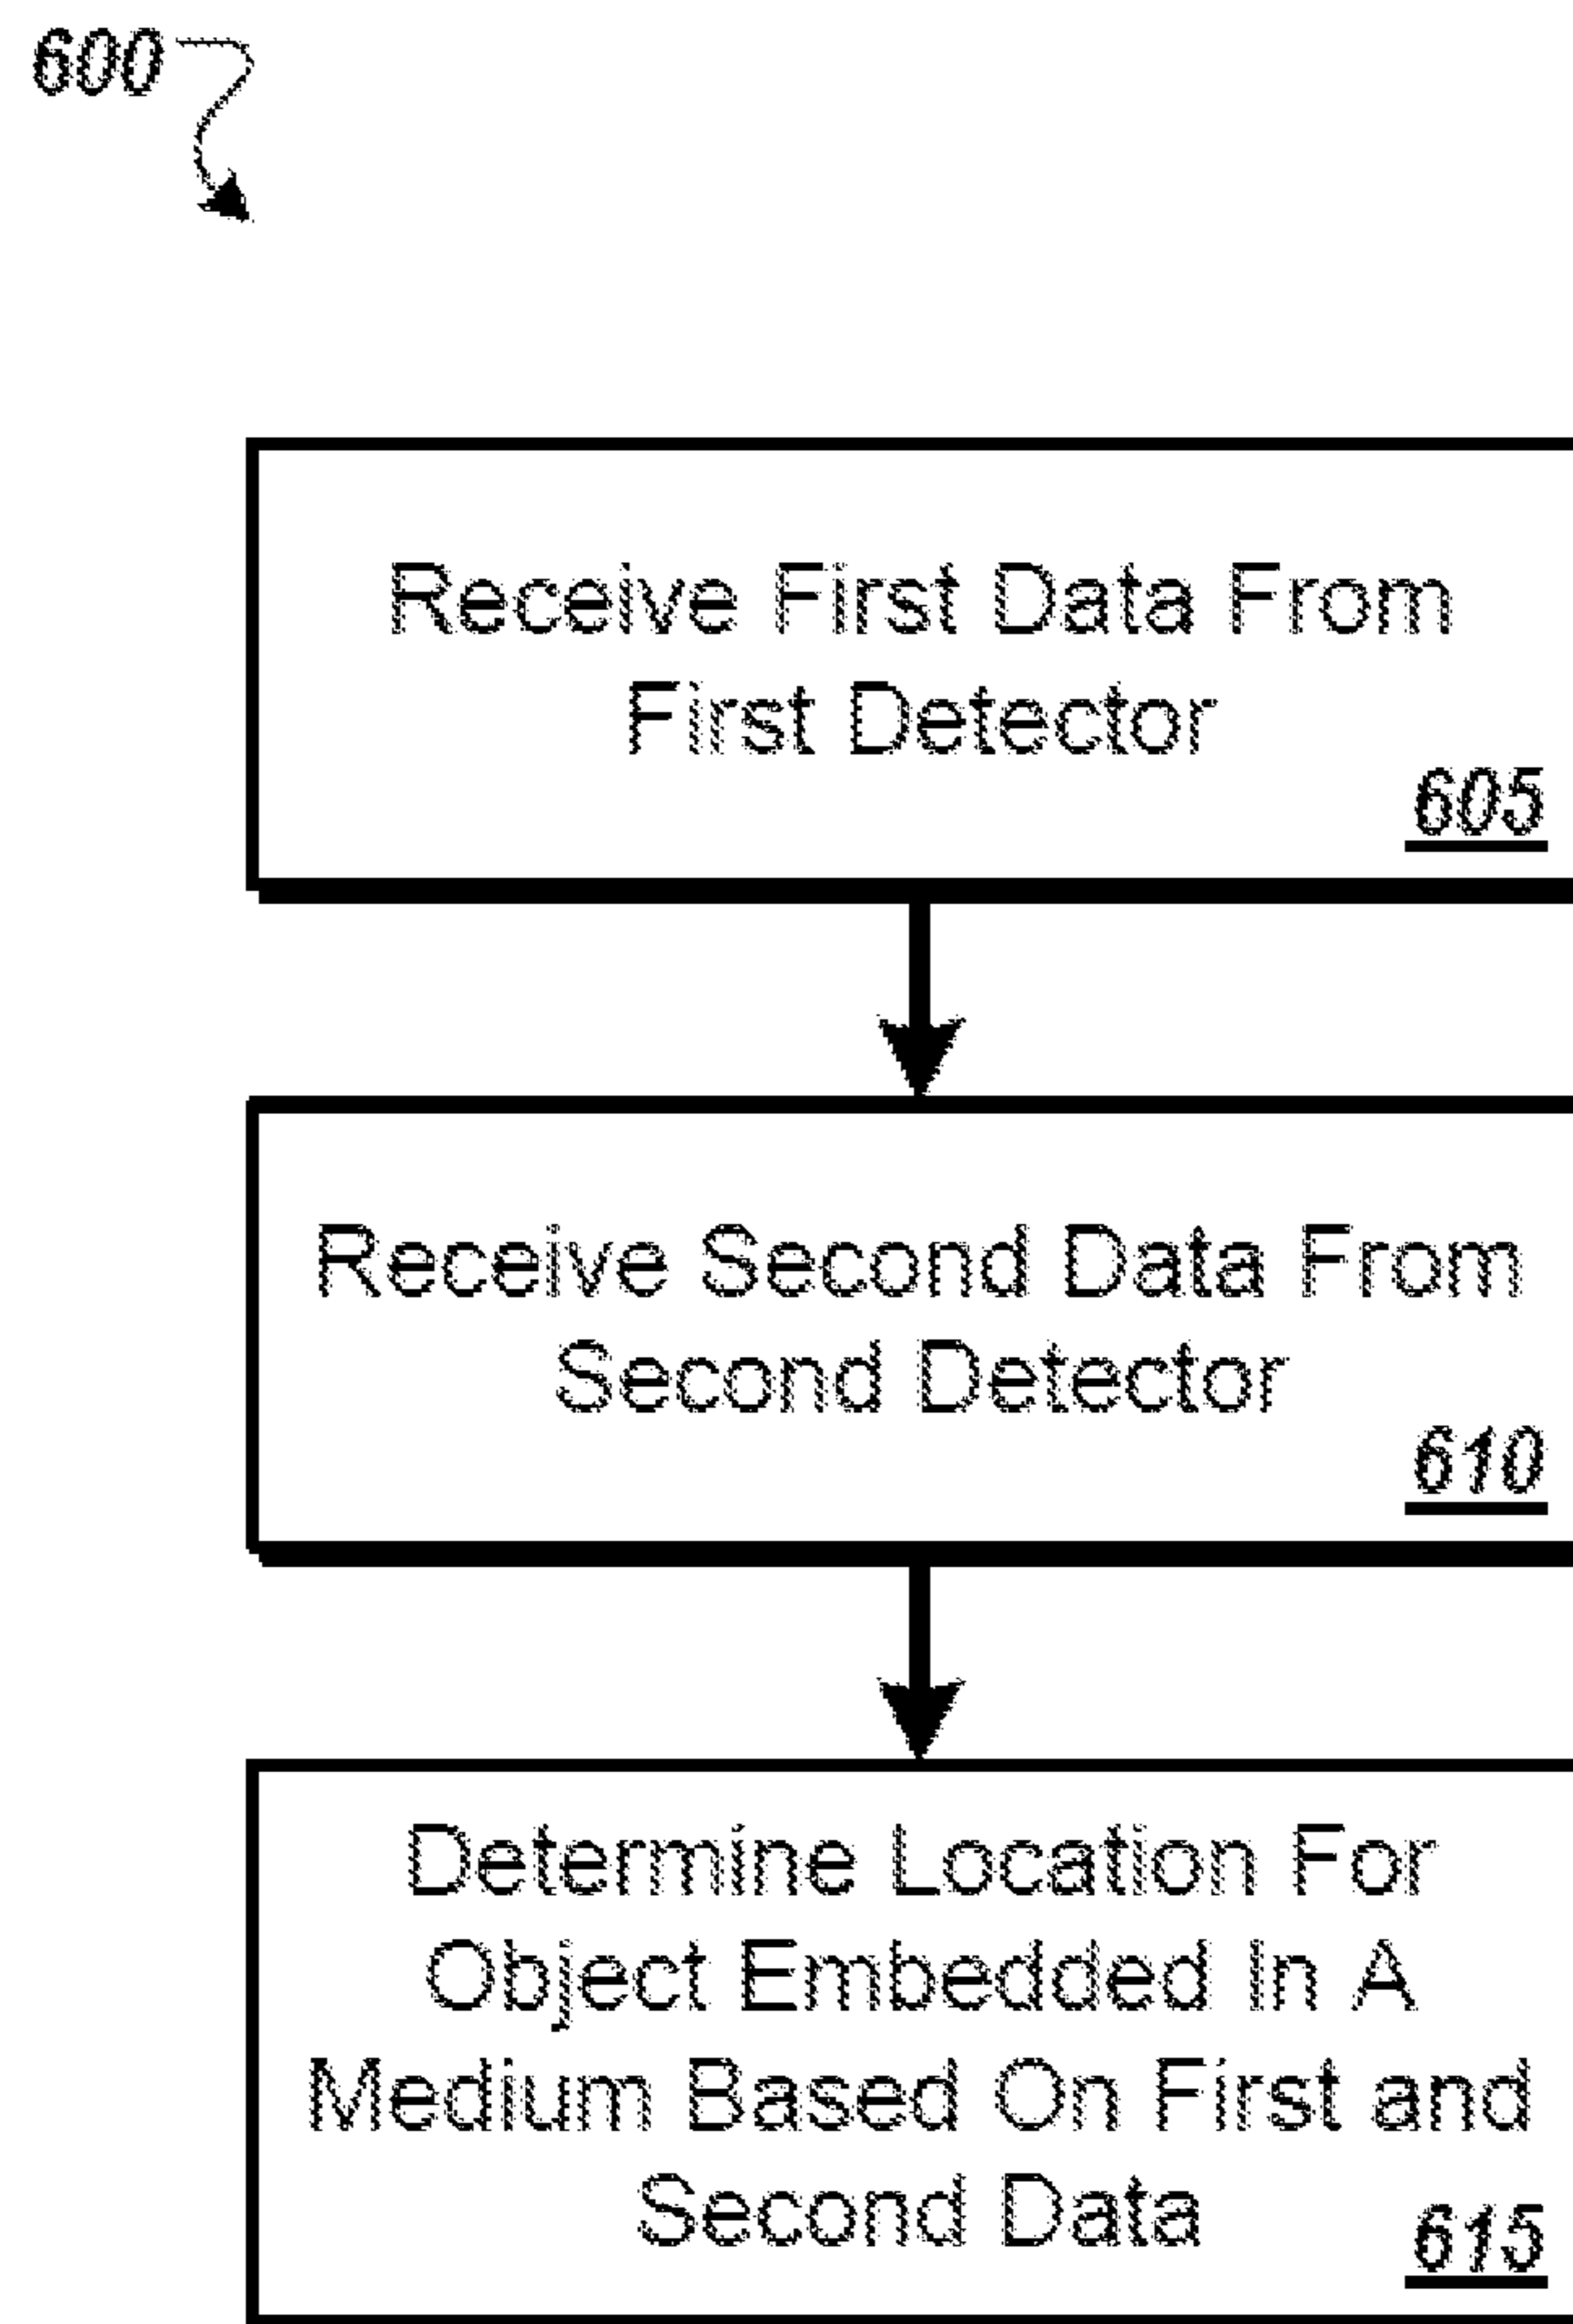 600
Receive First Data From
First Detector
605
Receive Second Data From
Second Detector
610
Determine Location For
Object Embedded In A
Medium Based On First and
Second Data
615